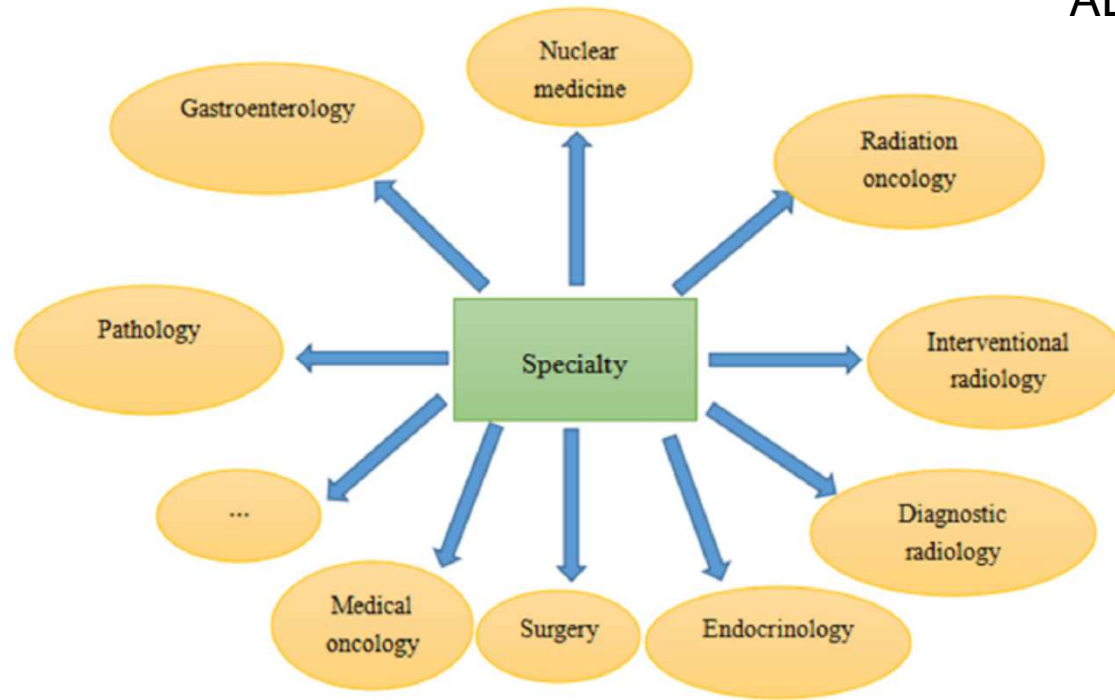 Nuclear
medicine
Gastroenterology
Radiation
oncology
Pathology
Specialty
Interventional
radiology
...
Diagnostic
radiology
Medical
oncology
Surgery
Endocrinology